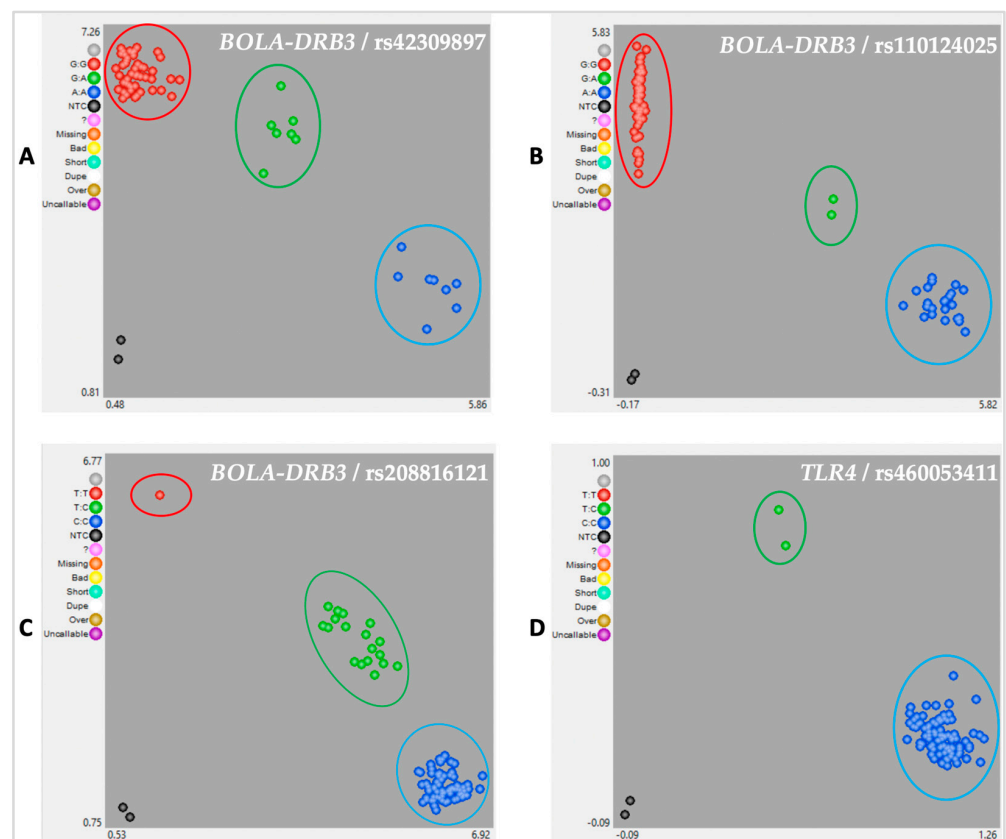 A
7.26
BOLA-DRB3 / rs42309897
G:G
G:A
A:A
NTC
?
Missing
Bad
Short
Dupe
Over
Uncallable
0.81
0.48
5.86
B
5.83
BOLA-DRB3 / rs110124025
G:G
G:A
A:A
NTC
?
Missing
Bad
Short
Dupe
Over
Uncallable
-0.31
-0.17
5.82
C
6.77
BOLA-DRB3 / rs208816121
T:T
T:C
C:C
NTC
?
Missing
Bad
Short
Dupe
Over
Uncallable
0.75
0.53
6.92
D
1.00
TLR4 / rs460053411
T:T
T:C
C:C
NTC
?
Missing
Bad
Short
Dupe
Over
Uncallable
-0.09
-0.09
1.26